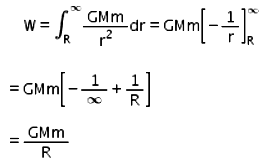 W = ∫_R^∞ GMm/r² dr = GMm[-1/r]_R^∞
= GMm[-1/∞ + 1/R]
= GMm/R